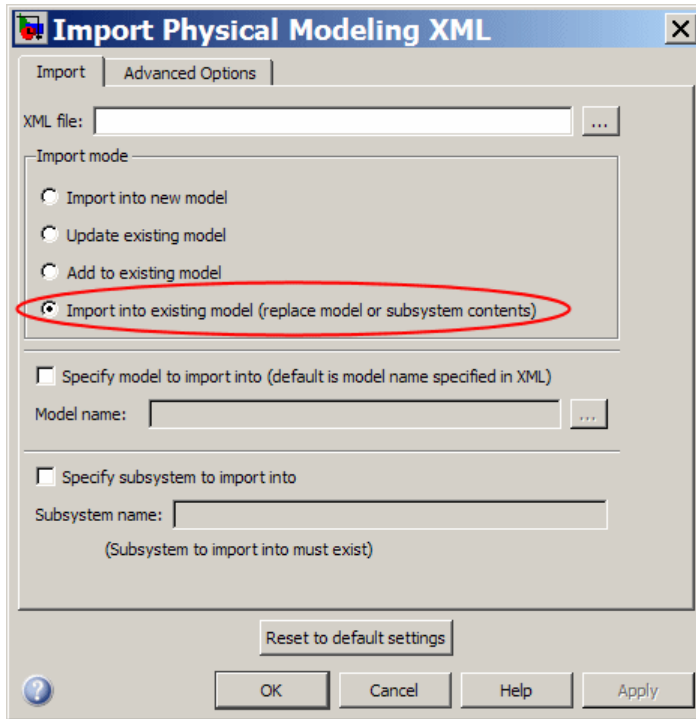 Import Physical Modeling XML
Import
Advanced Options
XML file:
...
Import mode
Import into new model
Update existing model
Add to existing model
Import into existing model (replace model or subsystem contents)
Specify model to import into (default is model name specified in XML)
Model name:
...
Specify subsystem to import into
Subsystem name:
(Subsystem to import into must exist)
Reset to default settings
?
OK
Cancel
Help
Apply